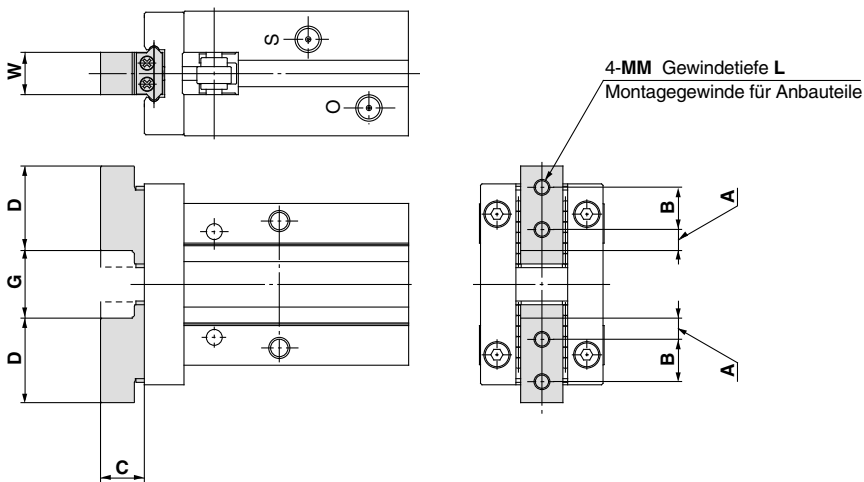 W
S
O
4-MM Gewindetiefe L
Montagegewinde für Anbauteile
D
G
D
C
B
A
B
A